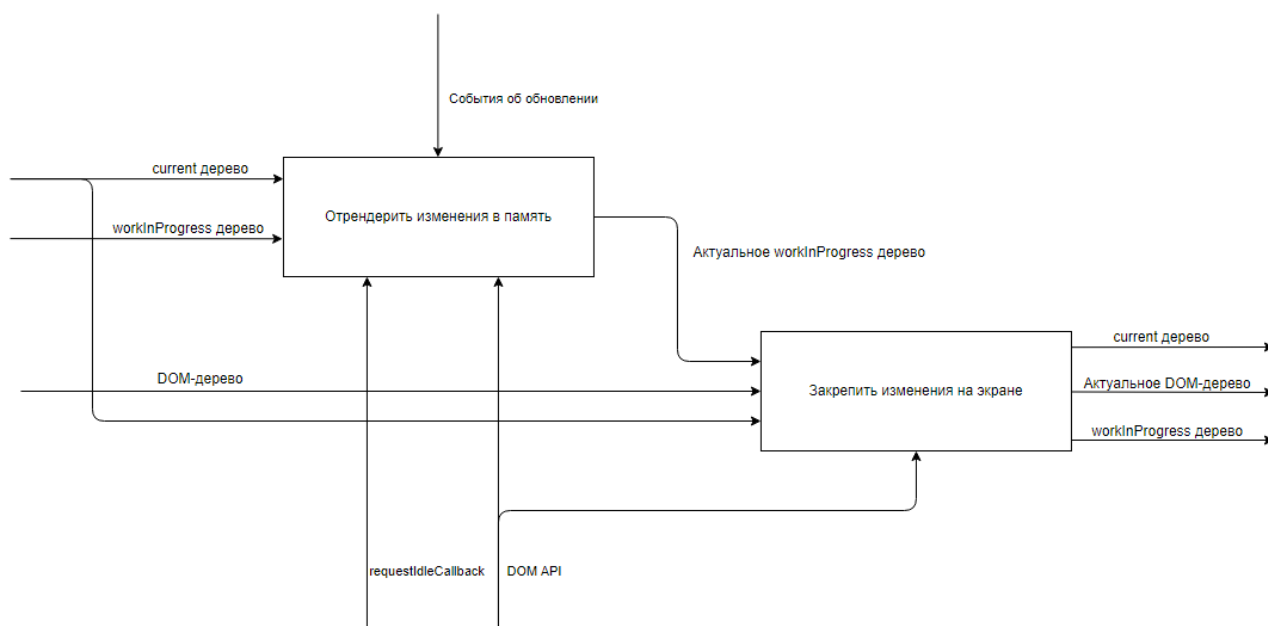 События об обновлении
current дерево
Отрендерить изменения в память
workInProgress дерево
Актуальное workInProgress дерево
current дерево
DOM-дерево
Актуальное DOM-дерево
Закрепить изменения на экране
workInProgress дерево
requestIdleCallback
DOM API